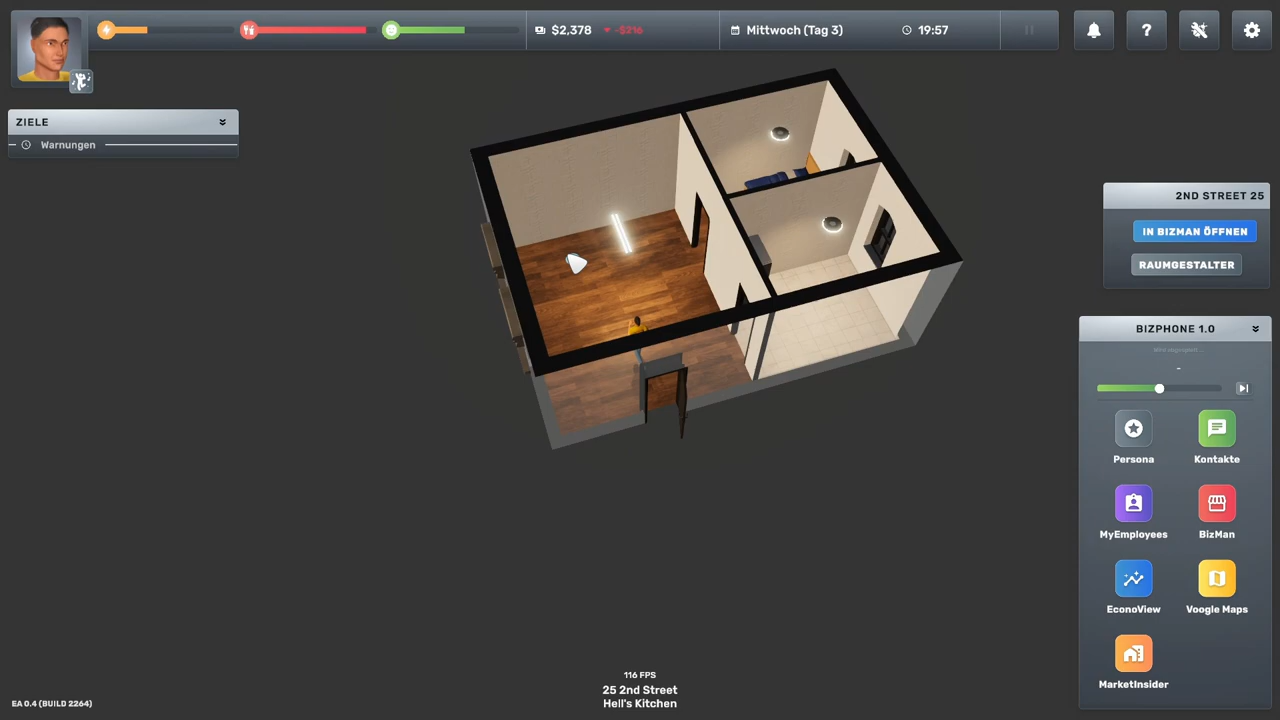 $2,378
-$216
Mittwoch (Tag 3)
19:57
ZIELE
Warnungen
2ND STREET 25
IN BIZMAN ÖFFNEN
RAUMGESTALTER
BIZPHONE 1.0
-
Persona
Kontakte
MyEmployees
BizMan
EconoView
Voogle Maps
MarketInsider
116 FPS
25 2nd Street
Hell's Kitchen
EA 0.4 (BUILD 2264)